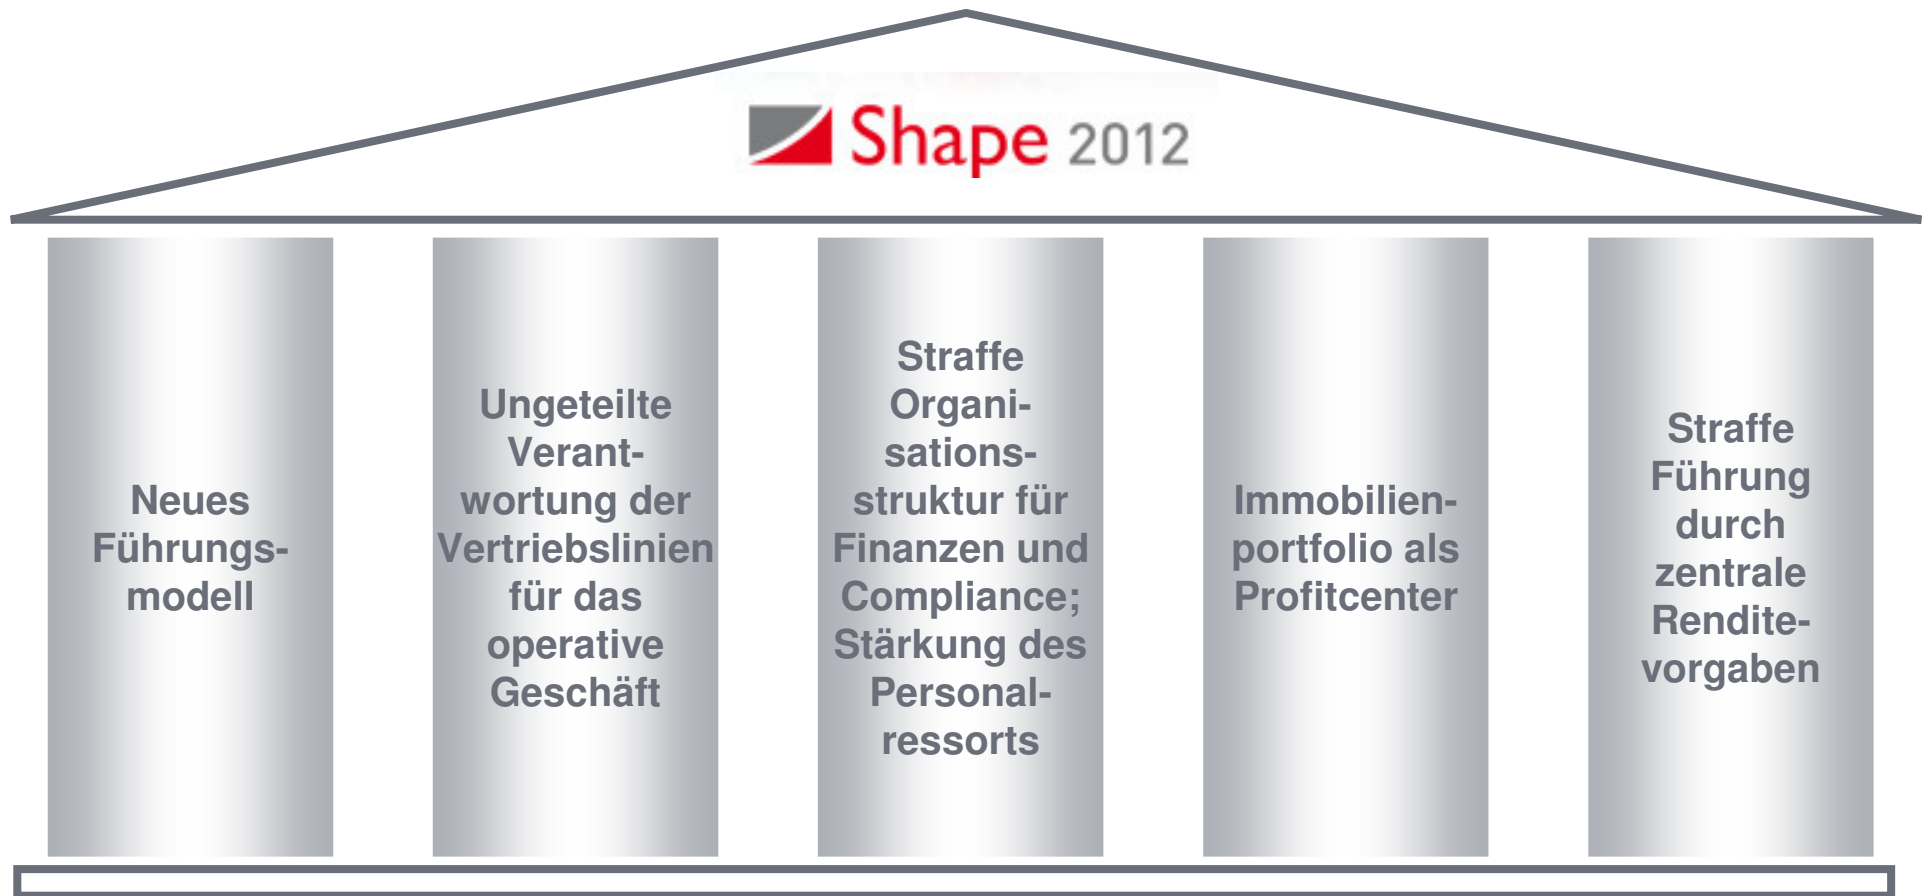 Shape 2012
Neues
Führungs-
modell
Ungeteilte
Verant-
wortung der
Vertriebslinien
für das
operative
Geschäft
Straffe
Organi-
sations-
struktur für
Finanzen und
Compliance;
Stärkung des
Personal-
ressorts
Immobilien-
portfolio als
Profitcenter
Straffe
Führung
durch
zentrale
Rendite-
vorgaben